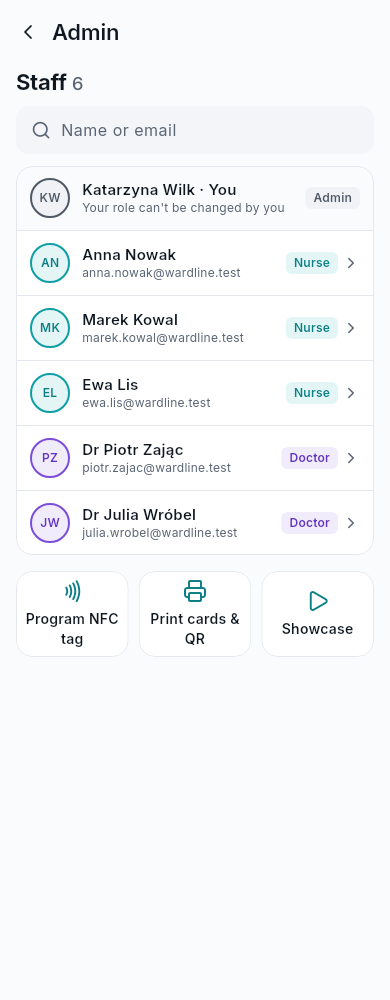 Admin
Staff 6
Name or email
KW
Katarzyna Wilk · You
Your role can't be changed by you
Admin
AN
Anna Nowak
anna.nowak@wardline.test
Nurse
MK
Marek Kowal
marek.kowal@wardline.test
Nurse
EL
Ewa Lis
ewa.lis@wardline.test
Nurse
PZ
Dr Piotr Zając
piotr.zajac@wardline.test
Doctor
JW
Dr Julia Wróbel
julia.wrobel@wardline.test
Doctor
Program NFC
tag
Print cards &
QR
Showcase